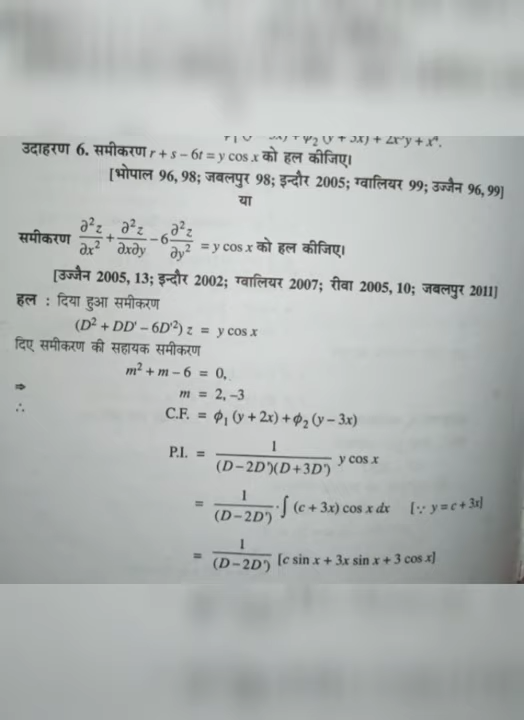 φ₂ (y + 3x) + 2x³y + x⁴.
उदाहरण 6. समीकरण r + s – 6t = y cos x को हल कीजिए।
[भोपाल 96, 98; जबलपुर 98; इन्दौर 2005; ग्वालियर 99; उज्जैन 96, 99]
या
समीकरण ∂²z/∂x² + ∂²z/∂x∂y – 6 ∂²z/∂y² = y cos x को हल कीजिए।
[उज्जैन 2005, 13; इन्दौर 2002; ग्वालियर 2007; रीवा 2005, 10; जबलपुर 2011]
हल : दिया हुआ समीकरण
(D² + DD' – 6D'²) z = y cos x
दिए समीकरण की सहायक समीकरण
m² + m – 6 = 0,
⇒ m = 2, –3
∴ C.F. = φ₁ (y + 2x) + φ₂ (y – 3x)
P.I. = 1/((D – 2D')(D + 3D')) y cos x
= 1/(D – 2D') · ∫ (c + 3x) cos x dx [∵ y = c + 3x]
= 1/(D – 2D') [c sin x + 3x sin x + 3 cos x]